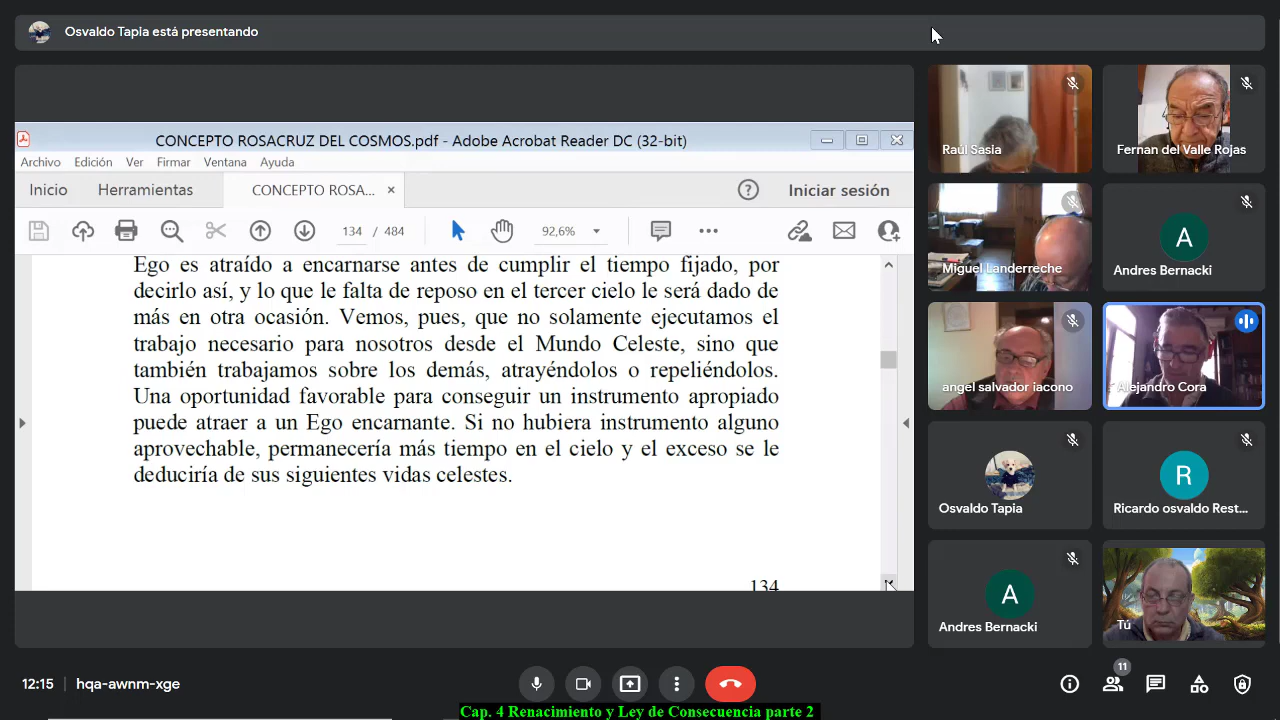 Osvaldo Tapia está presentando
CONCEPTO ROSACRUZ DEL COSMOS.pdf - Adobe Acrobat Reader DC (32-bit)
Archivo Edición Ver Firmar Ventana Ayuda
Inicio Herramientas CONCEPTO ROSA... × ? Iniciar sesión
134 / 484 92,6%
Ego es atraído a encarnarse antes de cumplir el tiempo fijado, por
decirlo así, y lo que le falta de reposo en el tercer cielo le será dado de
más en otra ocasión. Vemos, pues, que no solamente ejecutamos el
trabajo necesario para nosotros desde el Mundo Celeste, sino que
también trabajamos sobre los demás, atrayéndolos o repeliéndolos.
Una oportunidad favorable para conseguir un instrumento apropiado
puede atraer a un Ego encarnante. Si no hubiera instrumento alguno
aprovechable, permanecería más tiempo en el cielo y el exceso se le
deduciría de sus siguientes vidas celestes.
134
Raúl Sasia
Fernan del Valle Rojas
Miguel Landerreche
A
Andres Bernacki
angel salvador iacono
Alejandro Cora
Osvaldo Tapia
R
Ricardo osvaldo Rest...
A
Andres Bernacki
Tú
12:15 hqa-awnm-xge
11
Cap. 4 Renacimiento y Ley de Consecuencia parte 2